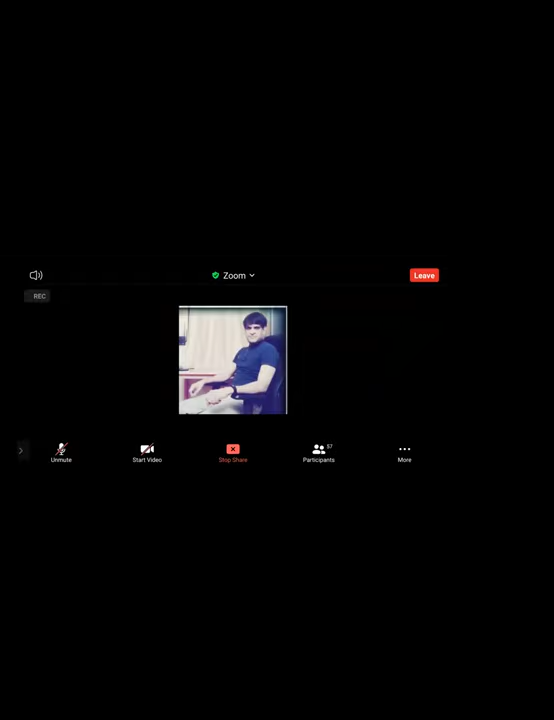 Zoom
Leave
REC
57
Unmute
Start Video
Stop Share
Participants
More